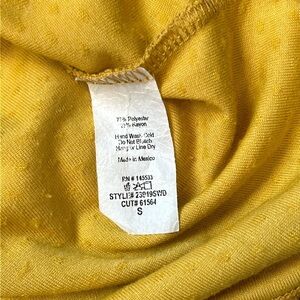 Polyester
Rayon
Hand Wash Cold
Do Not Bleach
Hang or Line Dry
Made in Mexico
RN # 145533
STYLE# 23B19SWD
CUT# 61564
S